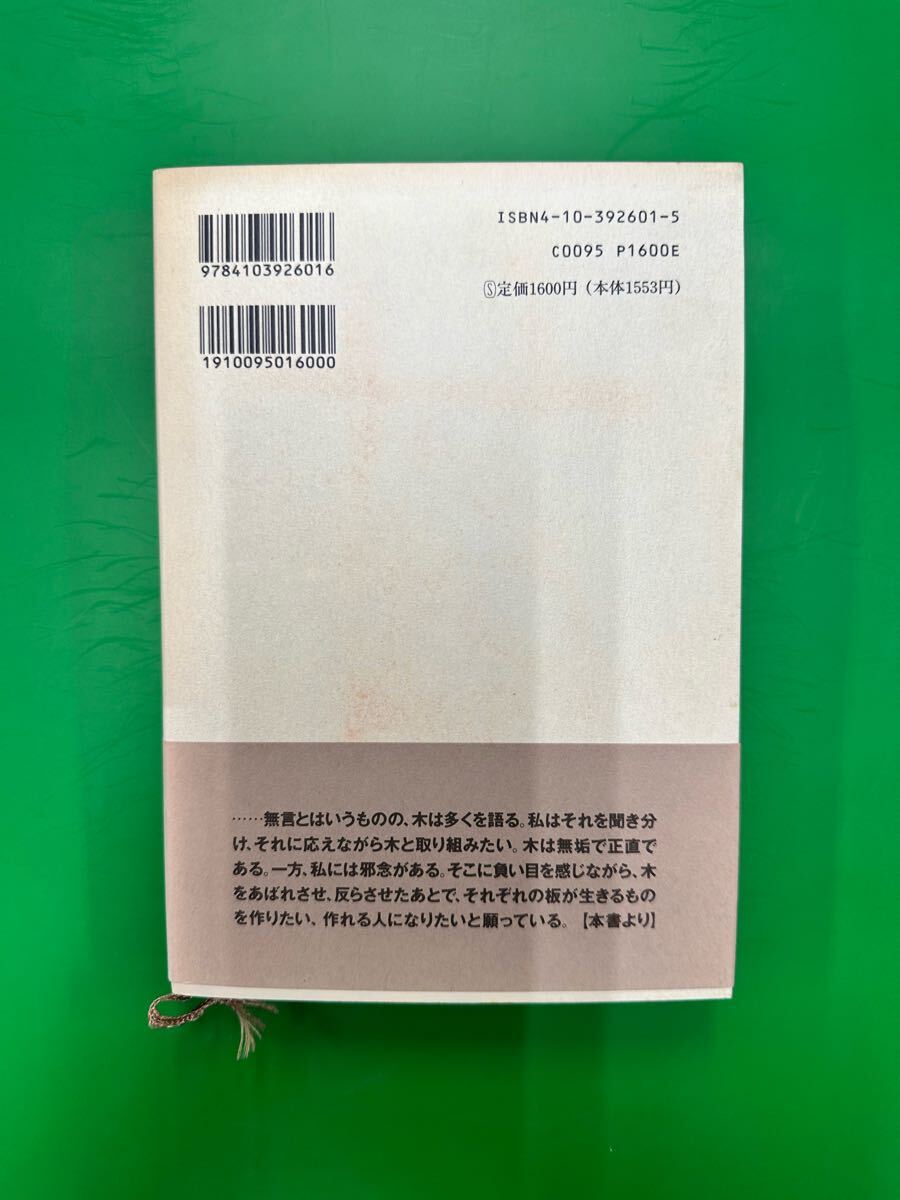 9784103926016
1910095016000
ISBN4-10-392601-5
C0095 P1600E
Ⓢ定価1600円（本体1553円）
……無言とはいうものの、木は多くを語る。私はそれを聞き分
け、それに応えながら木と取り組みたい。木は無垢で正直で
ある。一方、私には邪念がある。そこに負い目を感じながら、木
をあばれさせ、反らさせたあとで、それぞれの板が生きるもの
を作りたい、作れる人になりたいと願っている。【本書より】